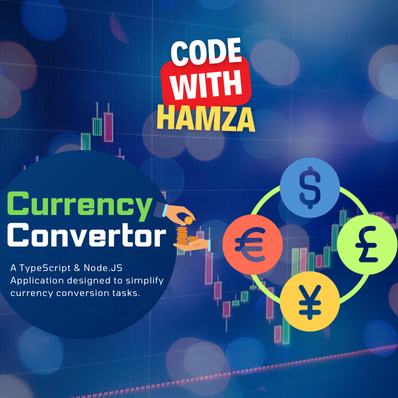 CODE
WITH
HAMZA
Currency
Convertor
A TypeScript & Node.JS
Application designed to simplify
currency conversion tasks.
$
€
£
¥